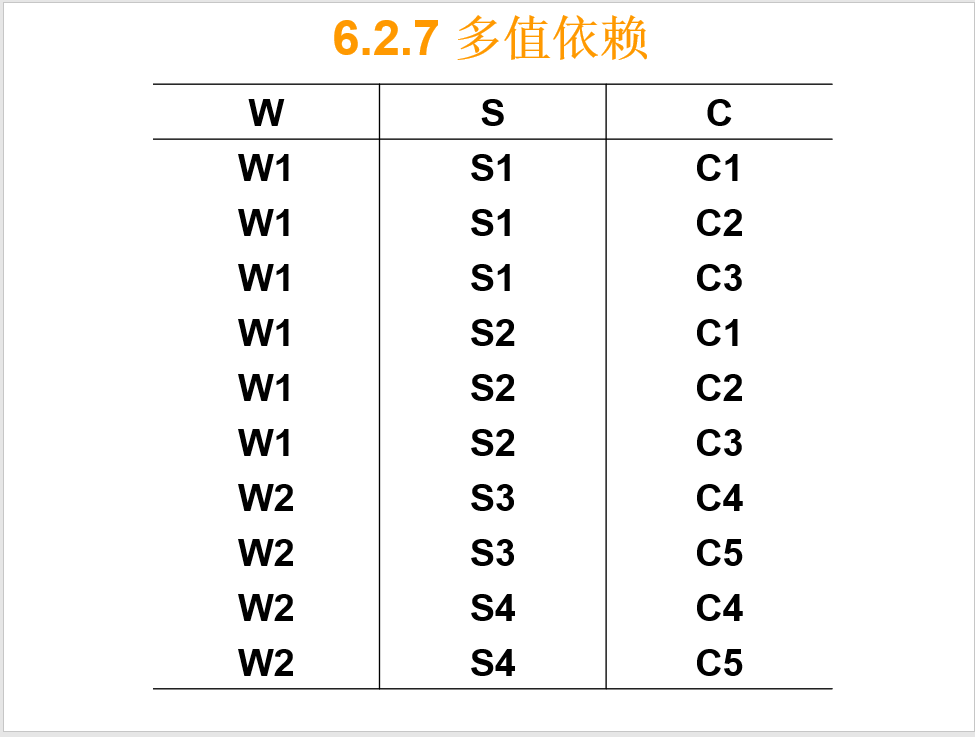 6.2.7 多值依赖
W S C
W1 S1 C1
W1 S1 C2
W1 S1 C3
W1 S2 C1
W1 S2 C2
W1 S2 C3
W2 S3 C4
W2 S3 C5
W2 S4 C4
W2 S4 C5